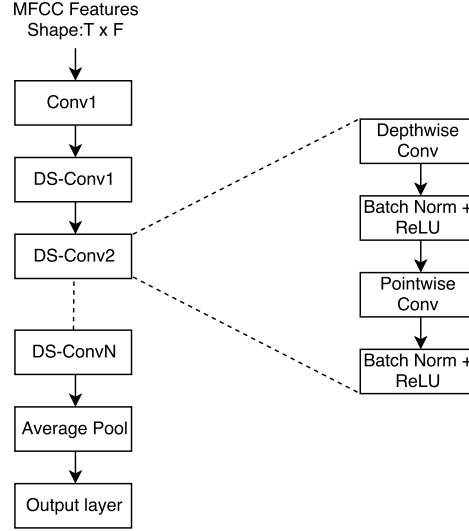 MFCC Features
Shape:T x F
Conv1
DS-Conv1
DS-Conv2
DS-ConvN
Average Pool
Output layer
Depthwise
Conv
Batch Norm +
ReLU
Pointwise
Conv
Batch Norm +
ReLU